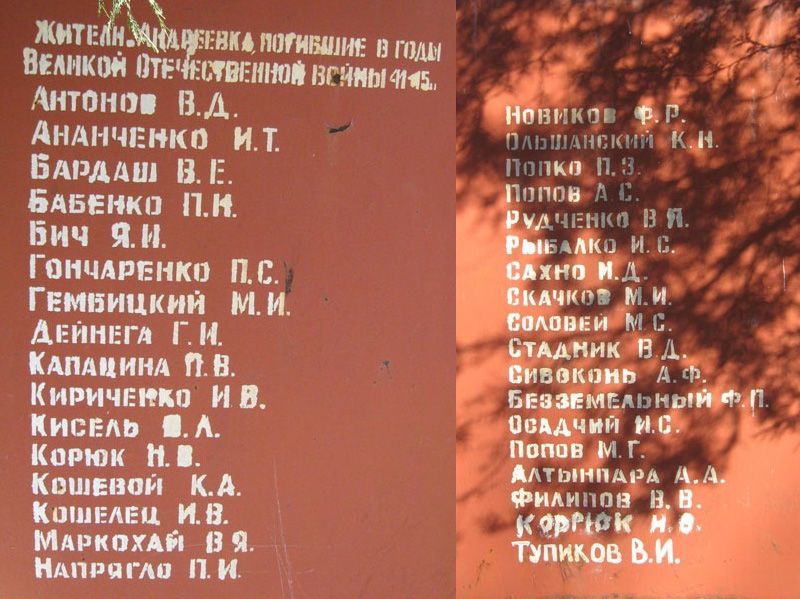 Жители с. Андреевка, погибшие в годы
Великой Отечественной войны 41-45г.
Антонов В.Д.
Ананченко И.Т.
Бардаш В.Е.
Бабенко П.И.
Бич Я.И.
Гончаренко П.С.
Гембицкий М.И.
Дейнега Г.И.
Капацина П.В.
Кириченко И.В.
Кисель В.Л.
Корюк Н.В.
Кошевой К.А.
Кошелец И.В.
Маркохай В.Я.
Напрягло П.И.
Новиков Ф.Р.
Ольшанский К.Н.
Попко П.З.
Попов А.С.
Рудченко В.Я.
Рыбалко И.С.
Сахно И.Д.
Скачков М.И.
Соловей М.С.
Стадник В.Д.
Сивоконь А.Ф.
Безземельный Ф.П.
Осадчий И.С.
Попов М.Г.
Алтынпара А.А.
Филипов В.В.
Корюк
Тупиков В.И.